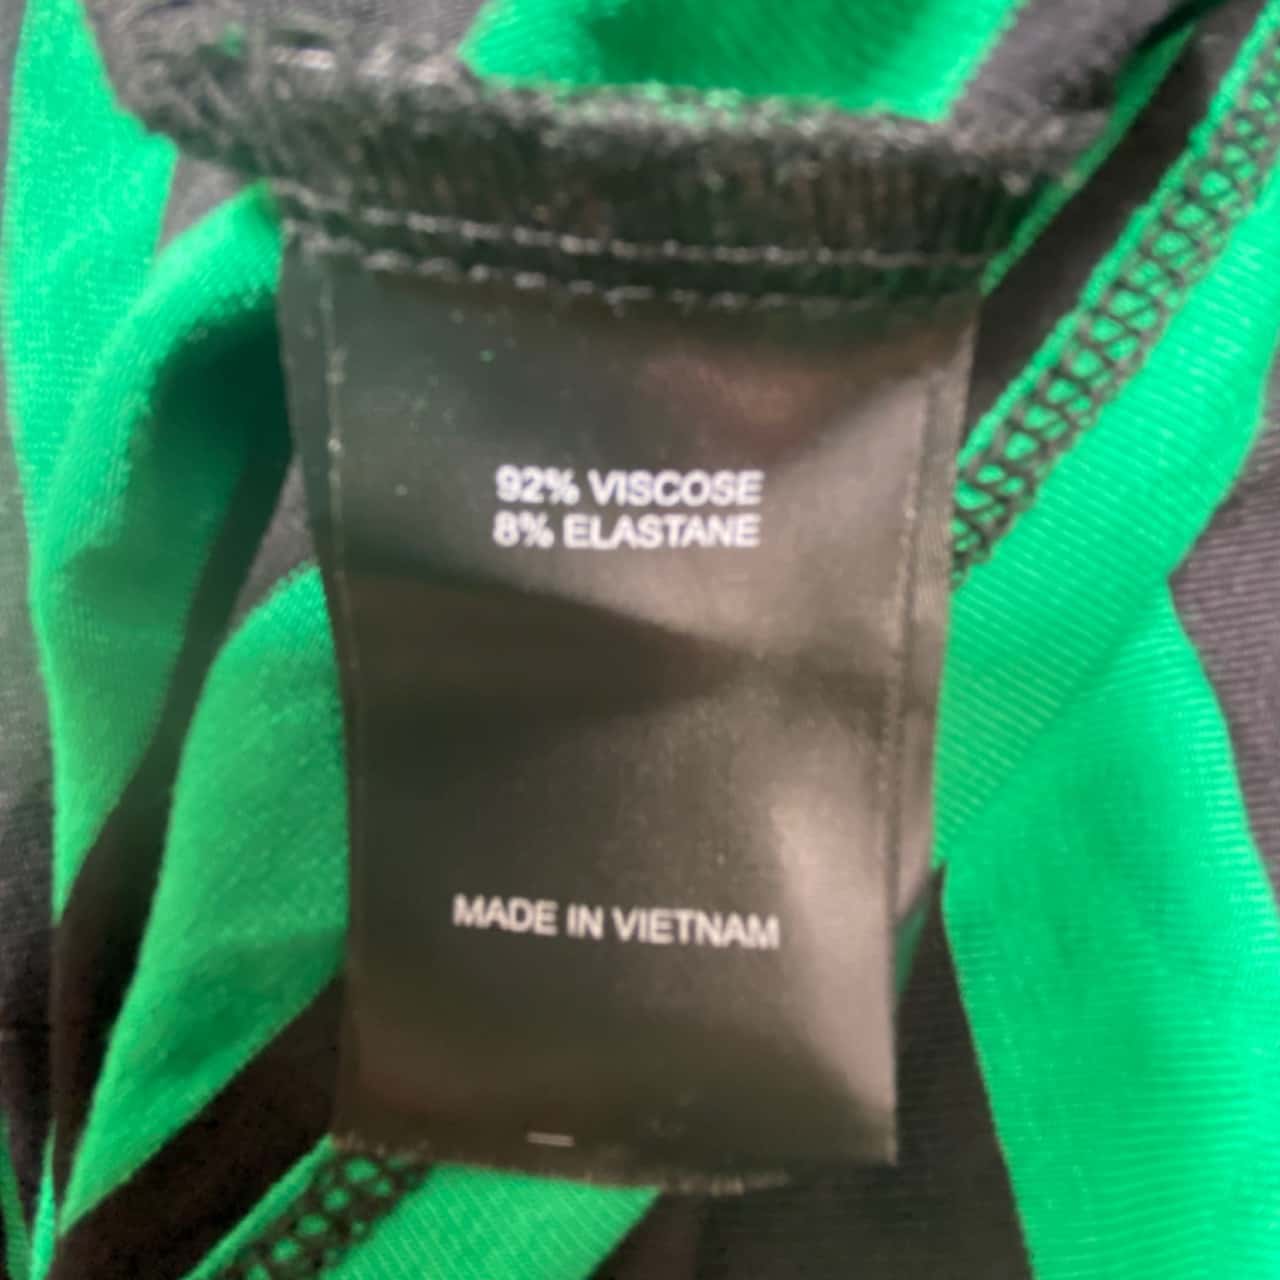 92% VISCOSE
8% ELASTANE
MADE IN VIETNAM